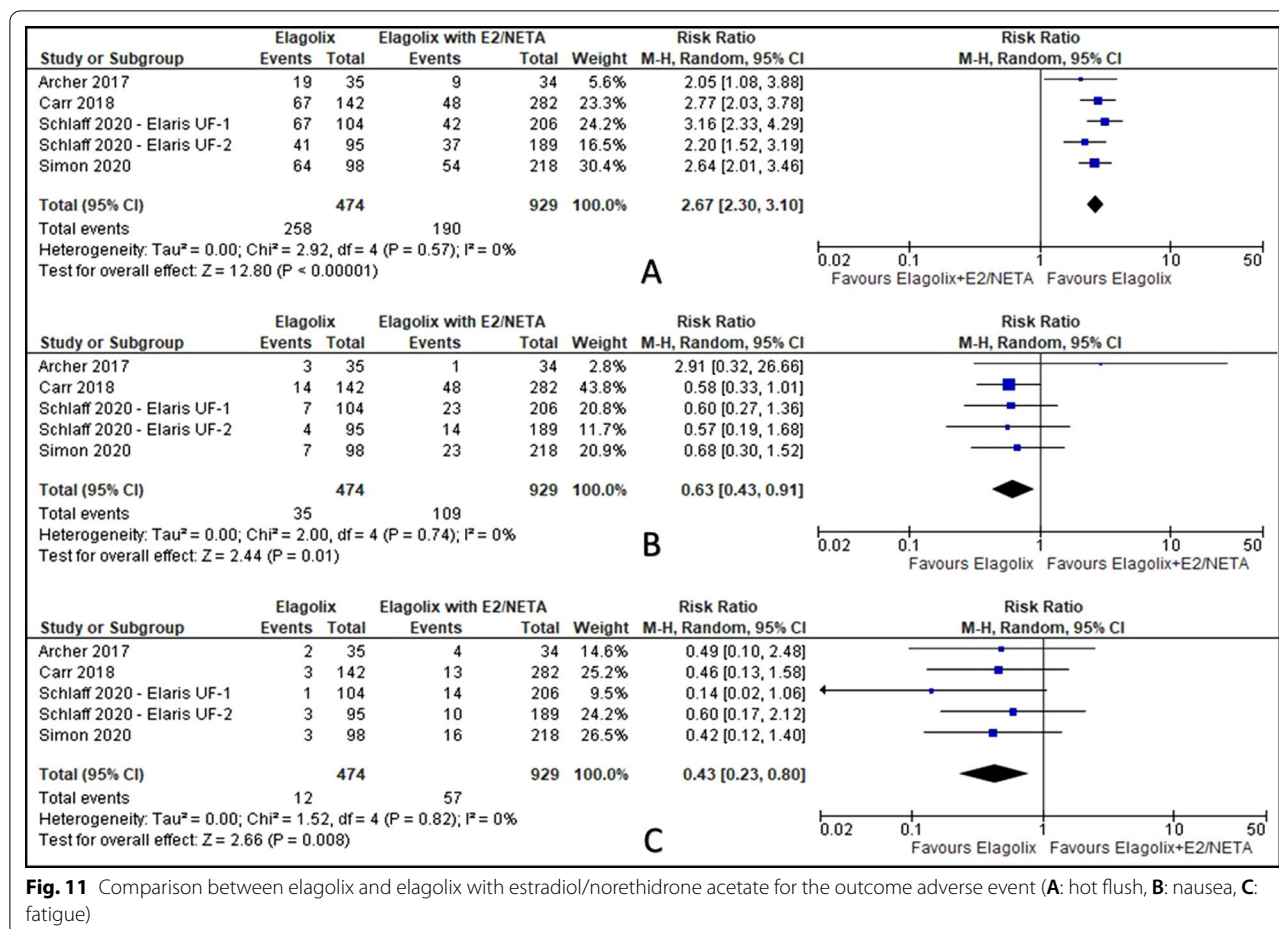 Elagolix Elagolix with E2/NETA Risk Ratio Risk Ratio
Study or Subgroup Events Total Events Total Weight M-H, Random, 95% CI M-H, Random, 95% CI
Archer 2017 19 35 9 34 5.6% 2.05 [1.08, 3.88]
Carr 2018 67 142 48 282 23.3% 2.77 [2.03, 3.78]
Schlaff 2020 - Elaris UF-1 67 104 42 206 24.2% 3.16 [2.33, 4.29]
Schlaff 2020 - Elaris UF-2 41 95 37 189 16.5% 2.20 [1.52, 3.19]
Simon 2020 64 98 54 218 30.4% 2.64 [2.01, 3.46]
Total (95% CI) 474 929 100.0% 2.67 [2.30, 3.10]
Total events 258 190
Heterogeneity: Tau² = 0.00; Chi² = 2.92, df = 4 (P = 0.57); I² = 0%
Test for overall effect: Z = 12.80 (P < 0.00001)
A
0.02 0.1 1 10 50
Favours Elagolix+E2/NETA Favours Elagolix
Elagolix Elagolix with E2/NETA Risk Ratio Risk Ratio
Study or Subgroup Events Total Events Total Weight M-H, Random, 95% CI M-H, Random, 95% CI
Archer 2017 3 35 1 34 2.8% 2.91 [0.32, 26.66]
Carr 2018 14 142 48 282 43.8% 0.58 [0.33, 1.01]
Schlaff 2020 - Elaris UF-1 7 104 23 206 20.8% 0.60 [0.27, 1.36]
Schlaff 2020 - Elaris UF-2 4 95 14 189 11.7% 0.57 [0.19, 1.68]
Simon 2020 7 98 23 218 20.9% 0.68 [0.30, 1.52]
Total (95% CI) 474 929 100.0% 0.63 [0.43, 0.91]
Total events 35 109
Heterogeneity: Tau² = 0.00; Chi² = 2.00, df = 4 (P = 0.74); I² = 0%
Test for overall effect: Z = 2.44 (P = 0.01)
B
0.02 0.1 1 10 50
Favours Elagolix Favours Elagolix+E2/NETA
Elagolix Elagolix with E2/NETA Risk Ratio Risk Ratio
Study or Subgroup Events Total Events Total Weight M-H, Random, 95% CI M-H, Random, 95% CI
Archer 2017 2 35 4 34 14.6% 0.49 [0.10, 2.48]
Carr 2018 3 142 13 282 25.2% 0.46 [0.13, 1.58]
Schlaff 2020 - Elaris UF-1 1 104 14 206 9.5% 0.14 [0.02, 1.06]
Schlaff 2020 - Elaris UF-2 3 95 10 189 24.2% 0.60 [0.17, 2.12]
Simon 2020 3 98 16 218 26.5% 0.42 [0.12, 1.40]
Total (95% CI) 474 929 100.0% 0.43 [0.23, 0.80]
Total events 12 57
Heterogeneity: Tau² = 0.00; Chi² = 1.52, df = 4 (P = 0.82); I² = 0%
Test for overall effect: Z = 2.66 (P = 0.008)
C
0.02 0.1 1 10 50
Favours Elagolix Favours Elagolix+E2/NETA
Fig. 11 Comparison between elagolix and elagolix with estradiol/norethidrone acetate for the outcome adverse event (A: hot flush, B: nausea, C:
fatigue)